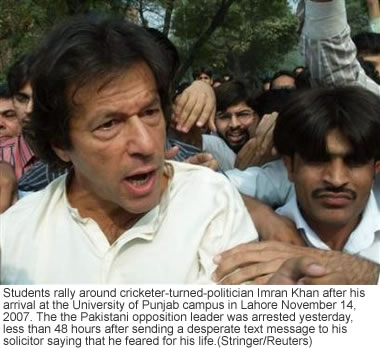 Students rally around cricketer-turned-politician Imran Khan after his
arrival at the University of Punjab campus in Lahore November 14,
2007. The the Pakistani opposition leader was arrested yesterday,
less than 48 hours after sending a desperate text message to his
solicitor saying that he feared for his life.(Stringer/Reuters)